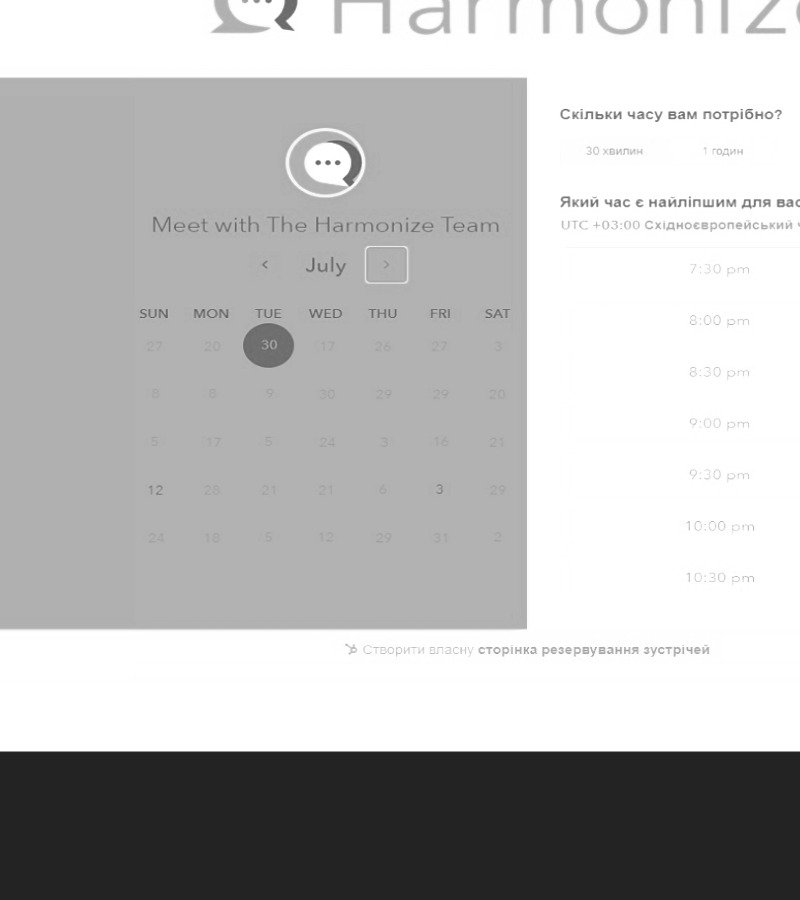 Harmonize
Meet with The Harmonize Team
July
SUN MON TUE WED THU FRI SAT
27 20 30 17 26 27 3
8 8 9 30 29 29 20
5 17 5 24 3 16 21
12 28 21 21 6 3 29
24 18 5 12 29 31 2
Скільки часу вам потрібно?
30 хвилин 1 годин
Який час є найліпшим для вас
UTC +03:00 Східноєвропейський ч
7:30 pm
8:00 pm
8:30 pm
9:00 pm
9:30 pm
10:00 pm
10:30 pm
Створити власну сторінка резервування зустрічей